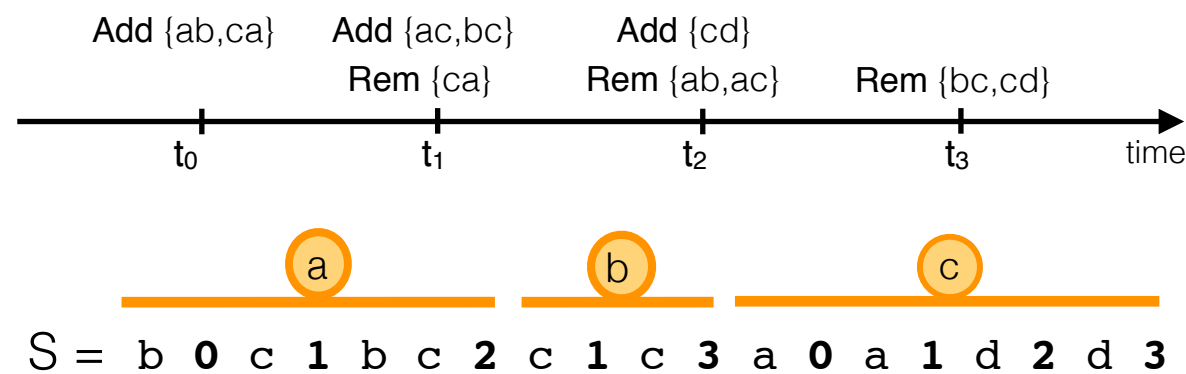 Add {ab,ca} Add {ac,bc} Add {cd}
Rem {ca} Rem {ab,ac} Rem {bc,cd}
t₀ t₁ t₂ t₃ time
a b c
S = b 0 c 1 b c 2 c 1 c 3 a 0 a 1 d 2 d 3